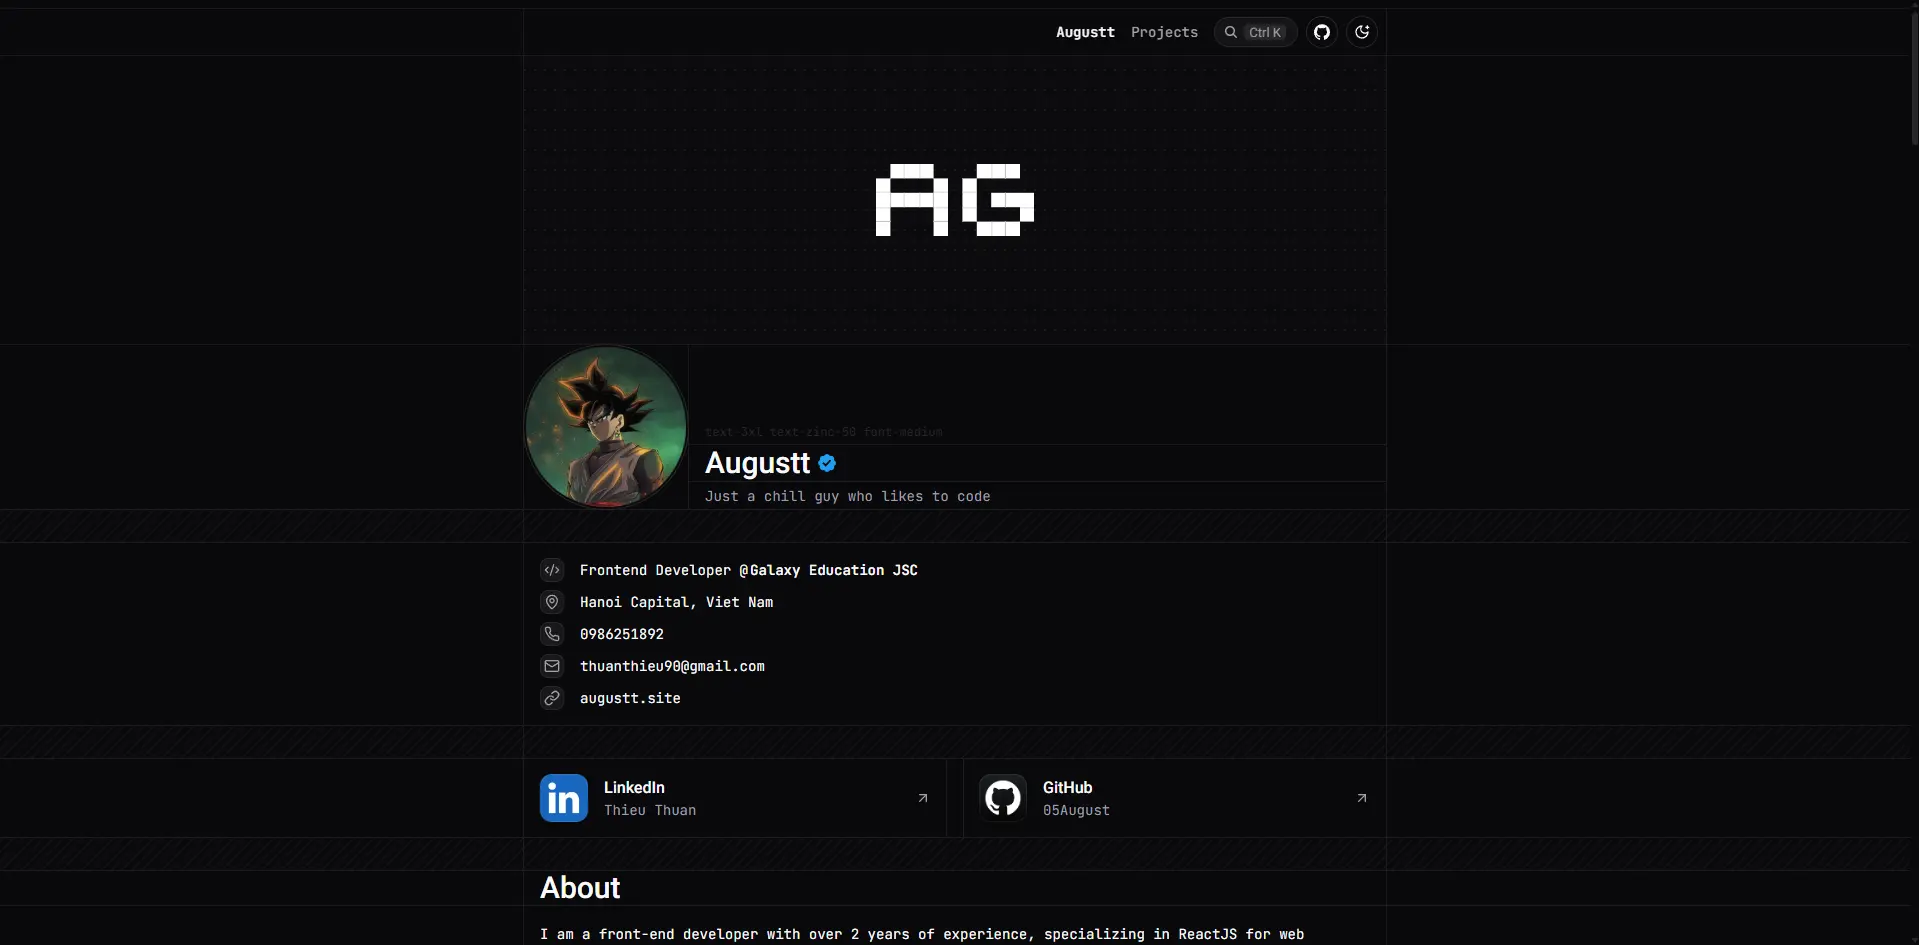 Augustt Projects Ctrl K
AG
text-3xl text-zinc-50 font-medium
Augustt
Just a chill guy who likes to code
Frontend Developer @Galaxy Education JSC
Hanoi Capital, Viet Nam
0986251892
thuanthieu90@gmail.com
augustt.site
in LinkedIn
Thieu Thuan
GitHub
05August
About
I am a front-end developer with over 2 years of experience, specializing in ReactJS for web